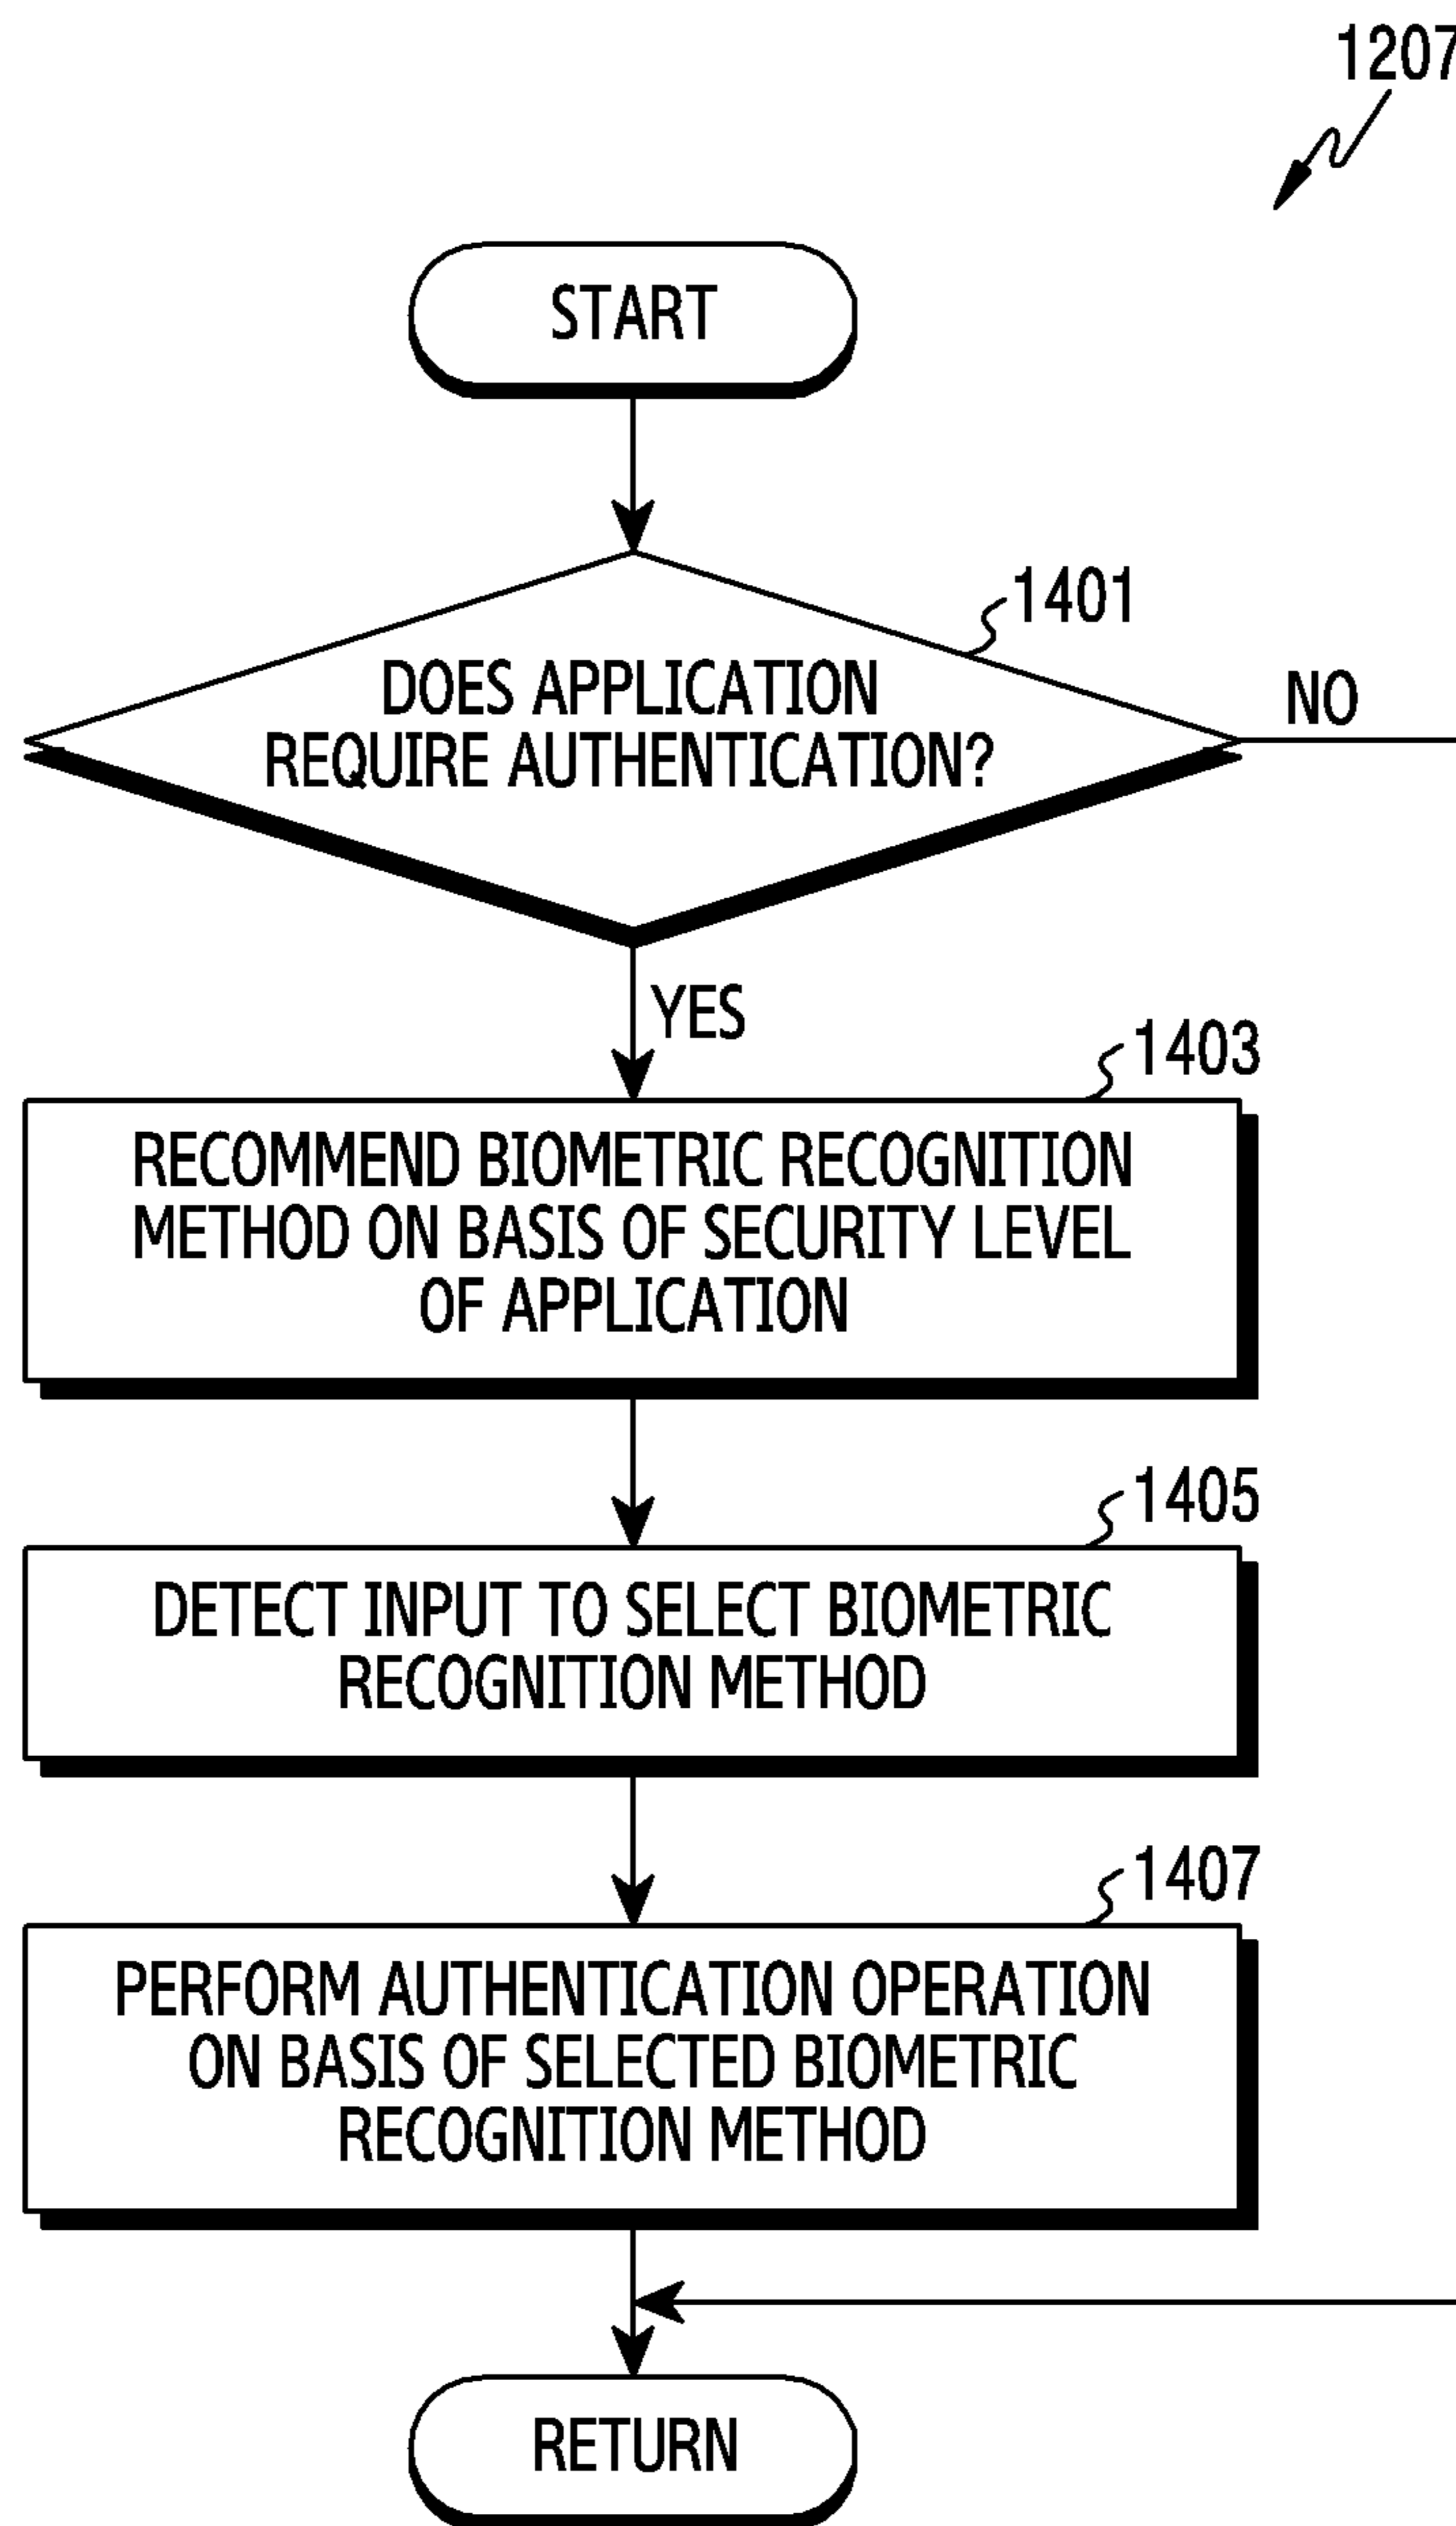 1207
START
1401
DOES APPLICATION
REQUIRE AUTHENTICATION?
NO
YES
1403
RECOMMEND BIOMETRIC RECOGNITION
METHOD ON BASIS OF SECURITY LEVEL
OF APPLICATION
1405
DETECT INPUT TO SELECT BIOMETRIC
RECOGNITION METHOD
1407
PERFORM AUTHENTICATION OPERATION
ON BASIS OF SELECTED BIOMETRIC
RECOGNITION METHOD
RETURN